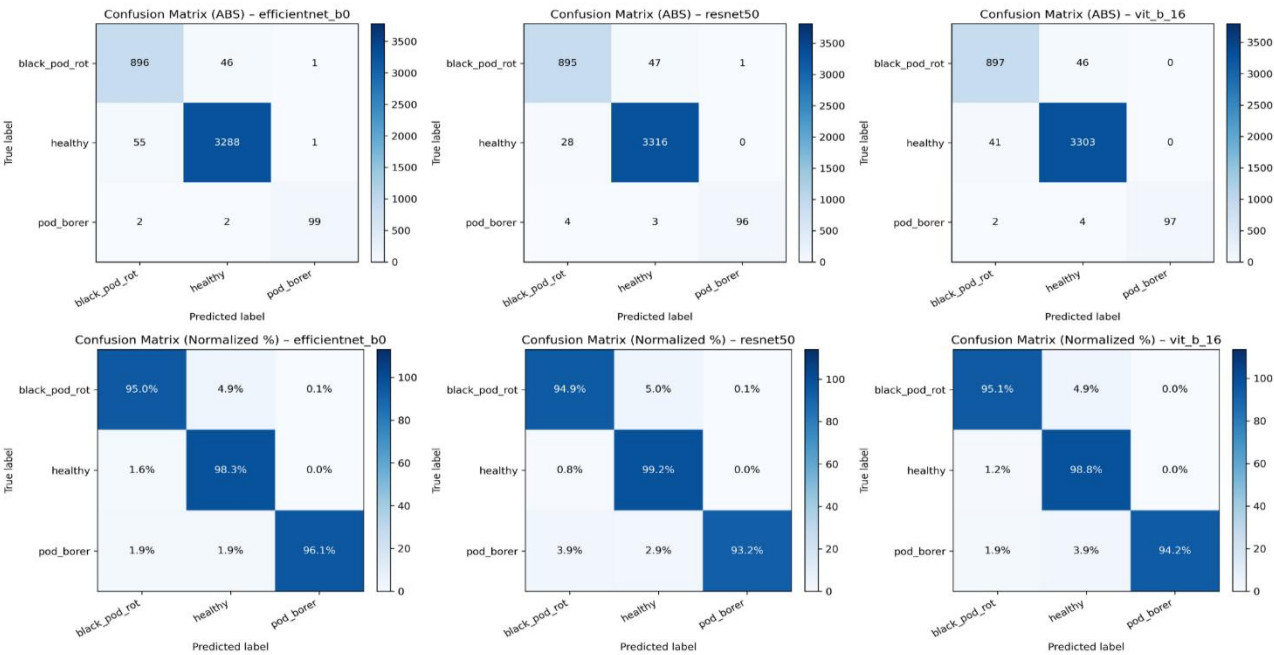 Confusion Matrix (ABS) – efficientnet_b0
True label
black_pod_rot 896 46 1
healthy 55 3288 1
pod_borer 2 2 99
black_pod_rot healthy pod_borer
Predicted label
3500
3000
2500
2000
1500
1000
500
0
Confusion Matrix (ABS) – resnet50
True label
black_pod_rot 895 47 1
healthy 28 3316 0
pod_borer 4 3 96
black_pod_rot healthy pod_borer
Predicted label
3500
3000
2500
2000
1500
1000
500
0
Confusion Matrix (ABS) – vit_b_16
True label
black_pod_rot 897 46 0
healthy 41 3303 0
pod_borer 2 4 97
black_pod_rot healthy pod_borer
Predicted label
3500
3000
2500
2000
1500
1000
500
0
Confusion Matrix (Normalized %) – efficientnet_b0
True label
black_pod_rot 95.0% 4.9% 0.1%
healthy 1.6% 98.3% 0.0%
pod_borer 1.9% 1.9% 96.1%
black_pod_rot healthy pod_borer
Predicted label
100
80
60
40
20
0
Confusion Matrix (Normalized %) – resnet50
True label
black_pod_rot 94.9% 5.0% 0.1%
healthy 0.8% 99.2% 0.0%
pod_borer 3.9% 2.9% 93.2%
black_pod_rot healthy pod_borer
Predicted label
100
80
60
40
20
0
Confusion Matrix (Normalized %) – vit_b_16
True label
black_pod_rot 95.1% 4.9% 0.0%
healthy 1.2% 98.8% 0.0%
pod_borer 1.9% 3.9% 94.2%
black_pod_rot healthy pod_borer
Predicted label
100
80
60
40
20
0